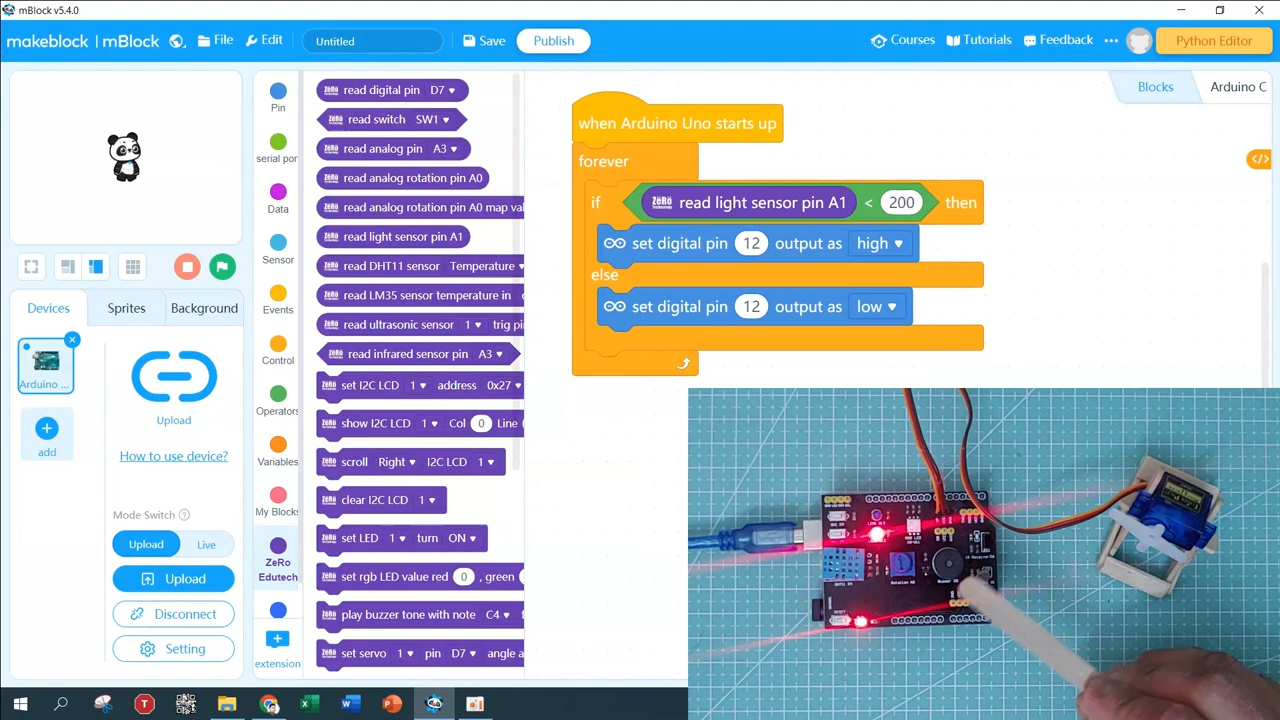 mBlock v5.4.0
makeblock | mBlock
File
Edit
Untitled
Save
Publish
Courses
Tutorials
Feedback
Python Editor
Devices
Sprites
Background
Arduino ...
add
Upload
How to use device?
Mode Switch
Upload
Live
Upload
Disconnect
Setting
Pin
serial por
Data
Sensor
Events
Control
Operators
Variables
My Blocks
ZeRo
Edutech
extension
read digital pin D7
read switch SW1
read analog pin A3
read analog rotation pin A0
read analog rotation pin A0 map val
read light sensor pin A1
read DHT11 sensor Temperature
read LM35 sensor temperature in
read ultrasonic sensor 1 trig pi
read infrared sensor pin A3
set I2C LCD 1 address 0x27
show I2C LCD 1 Col 0 Line
scroll Right I2C LCD 1
clear I2C LCD 1
set LED 1 turn ON
set rgb LED value red 0 , green
play buzzer tone with note C4
set servo 1 pin D7 angle a
Blocks
Arduino C
when Arduino Uno starts up
forever
if ZeRo read light sensor pin A1 < 200 then
set digital pin 12 output as high
else
set digital pin 12 output as low
DHT11 D4
Rotation A0
RESET